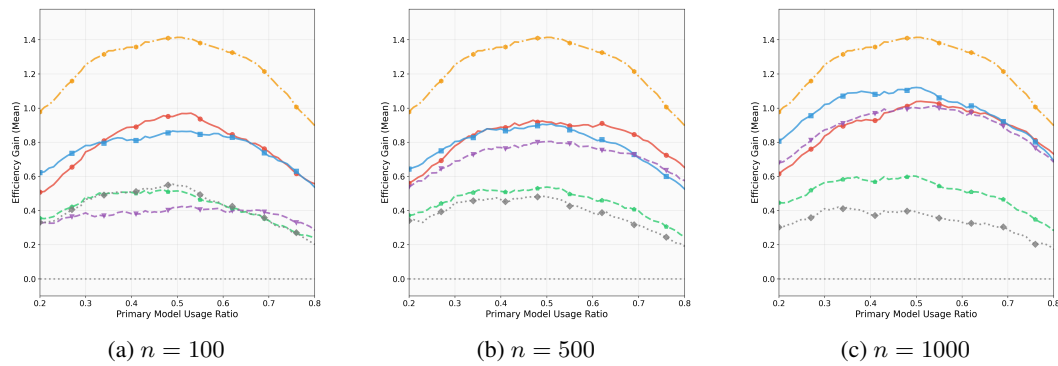 1.4
1.2
1.0
0.8
0.6
0.4
0.2
0.0
Efficiency Gain (Mean)
0.2 0.3 0.4 0.5 0.6 0.7 0.8
Primary Model Usage Ratio
(a) n = 100
1.4
1.2
1.0
0.8
0.6
0.4
0.2
0.0
Efficiency Gain (Mean)
0.2 0.3 0.4 0.5 0.6 0.7 0.8
Primary Model Usage Ratio
(b) n = 500
1.4
1.2
1.0
0.8
0.6
0.4
0.2
0.0
Efficiency Gain (Mean)
0.2 0.3 0.4 0.5 0.6 0.7 0.8
Primary Model Usage Ratio
(c) n = 1000